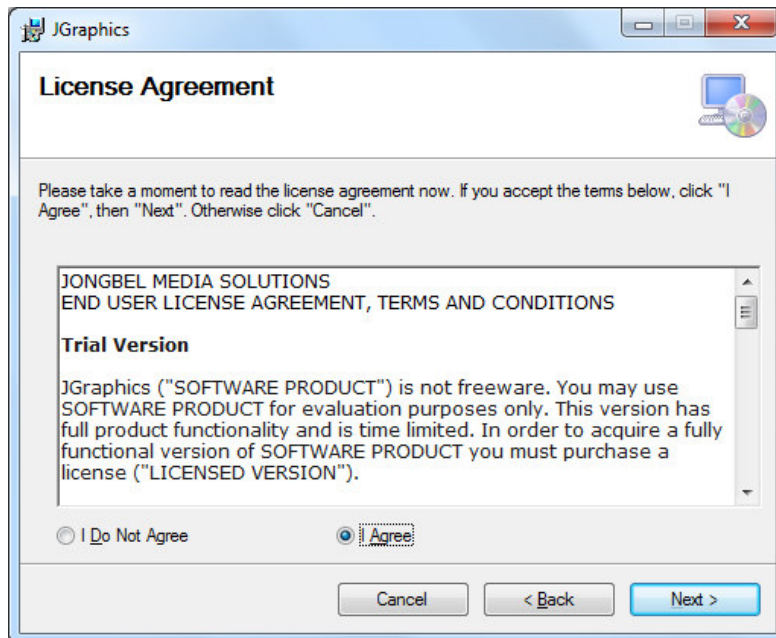 JGraphics
License Agreement
Please take a moment to read the license agreement now. If you accept the terms below, click "I
Agree", then "Next". Otherwise click "Cancel".
JONGBEL MEDIA SOLUTIONS
END USER LICENSE AGREEMENT, TERMS AND CONDITIONS
Trial Version
JGraphics ("SOFTWARE PRODUCT") is not freeware. You may use
SOFTWARE PRODUCT for evaluation purposes only. This version has
full product functionality and is time limited. In order to acquire a fully
functional version of SOFTWARE PRODUCT you must purchase a
license ("LICENSED VERSION").
I Do Not Agree
I Agree
Cancel
< Back
Next >